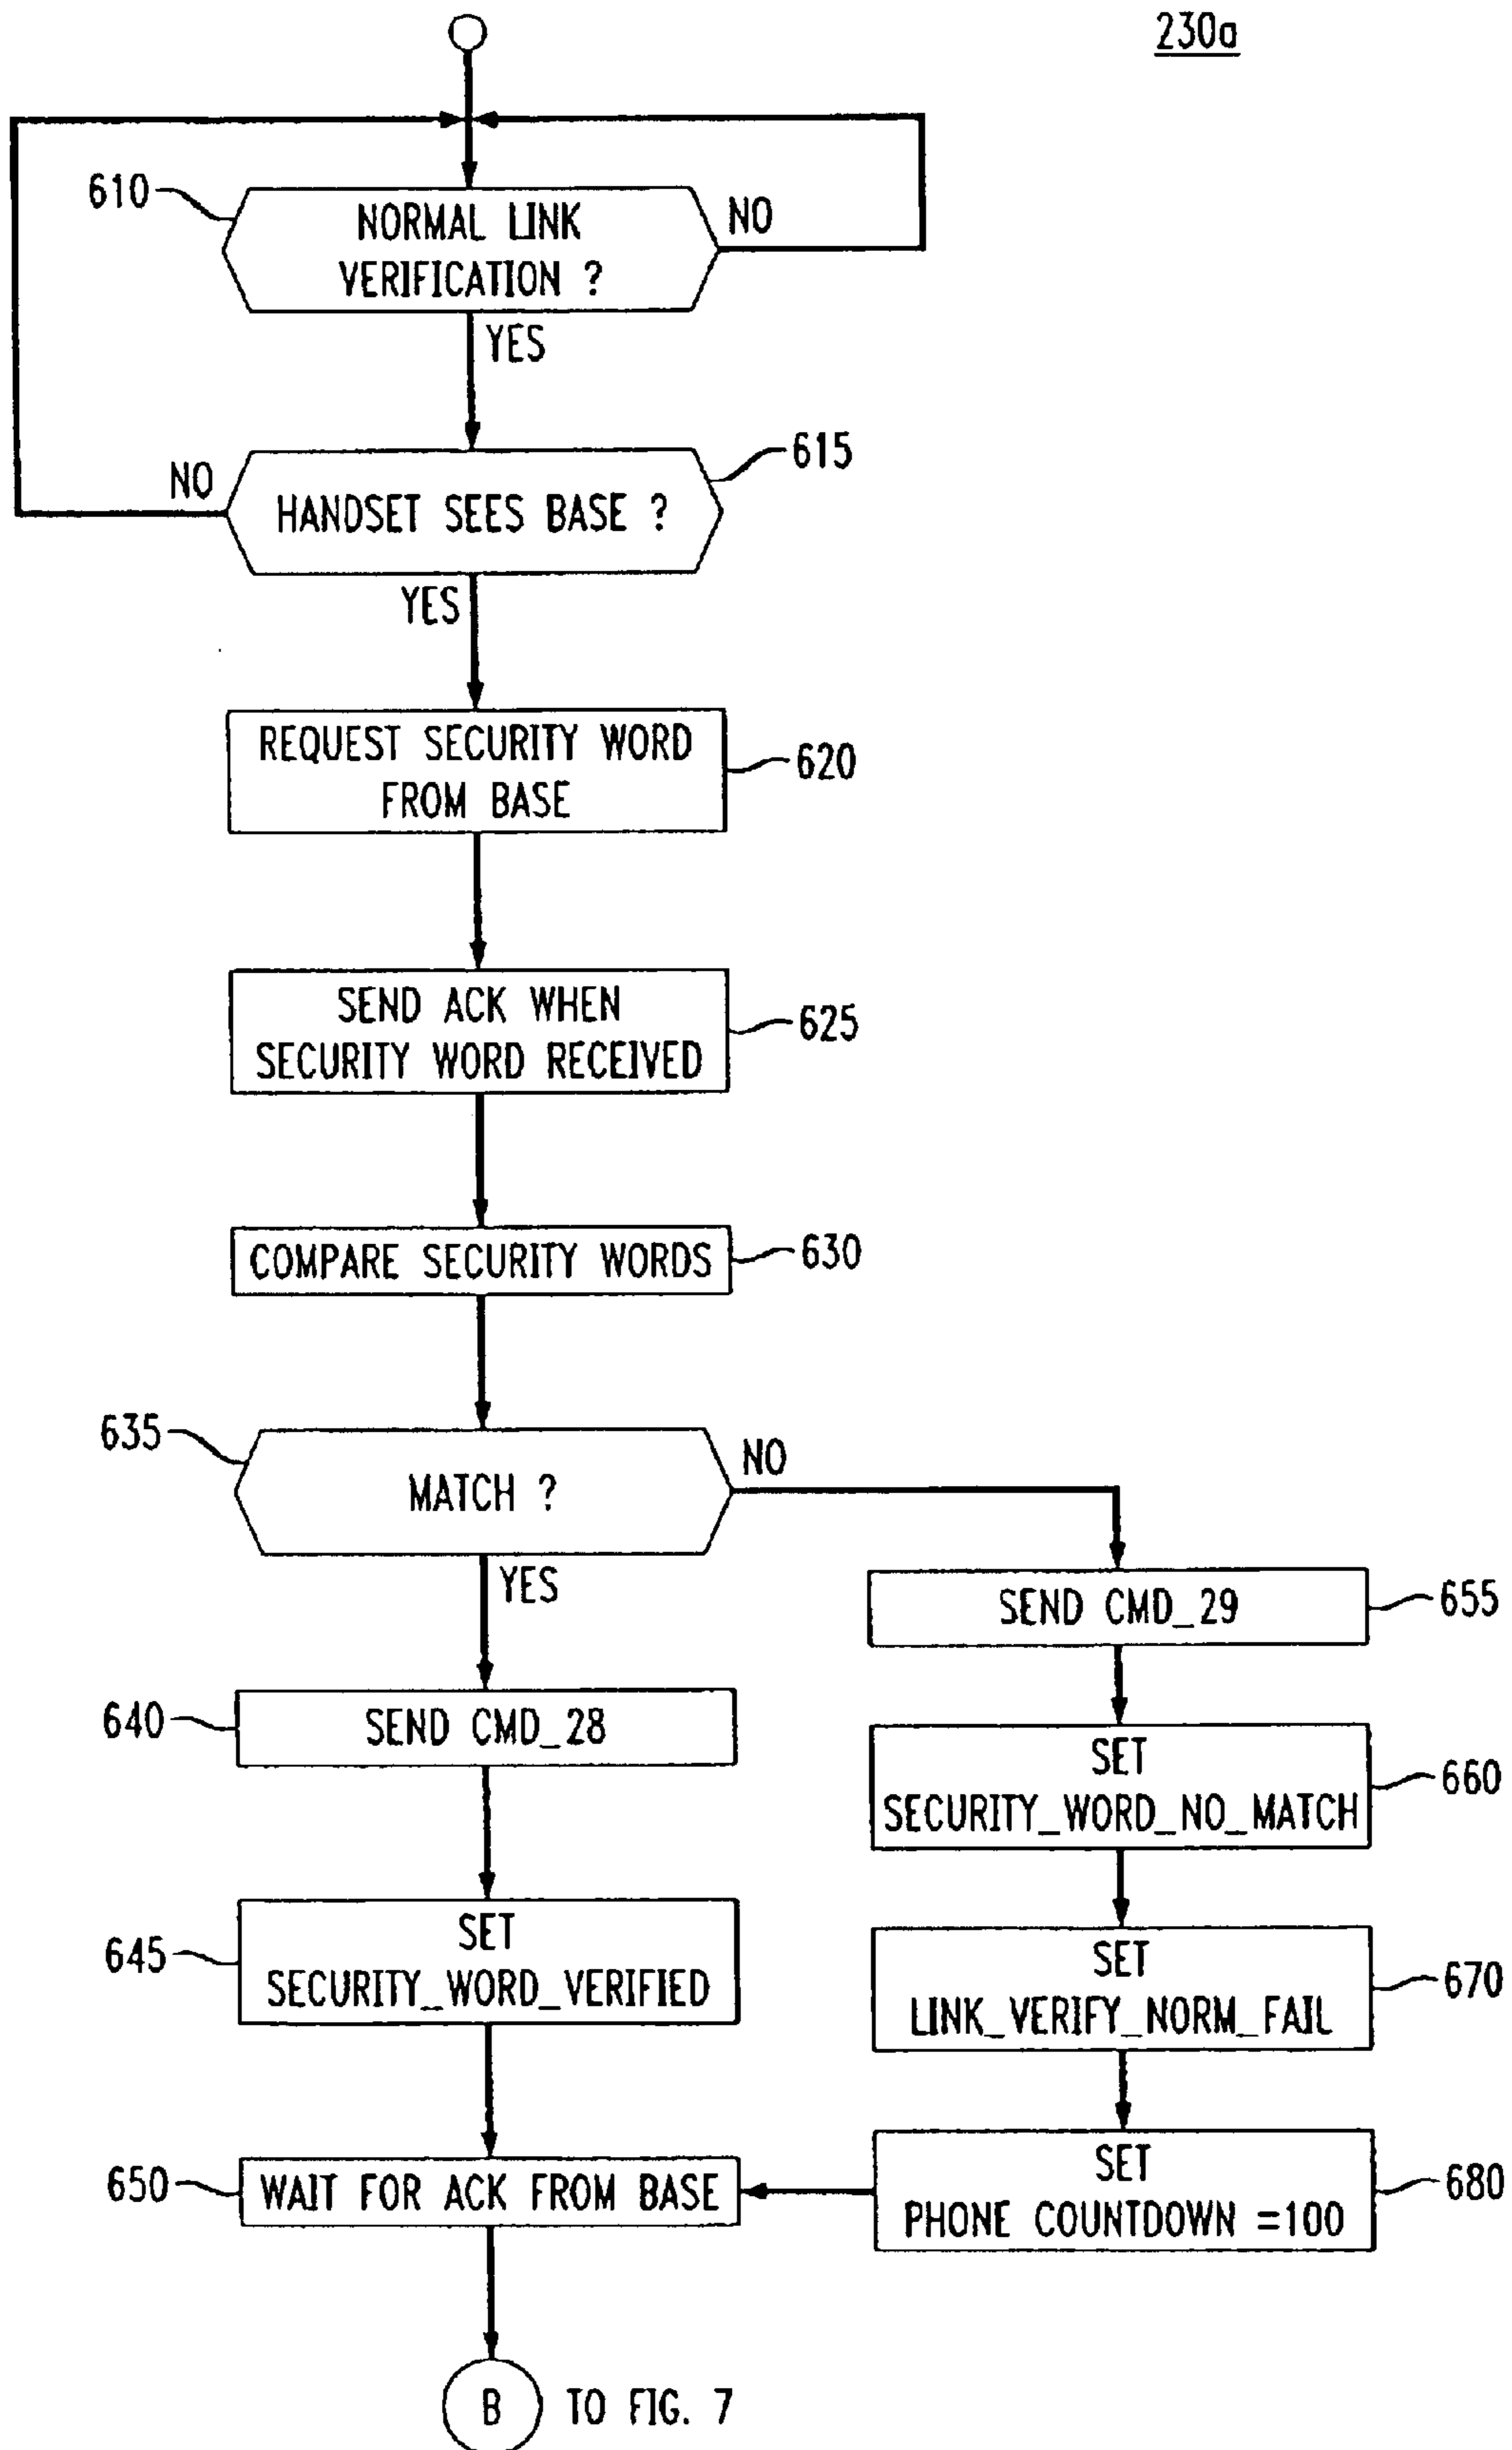 230a
610
NORMAL LINK
VERIFICATION ?
NO
YES
615
NO
HANDSET SEES BASE ?
YES
REQUEST SECURITY WORD
FROM BASE
620
SEND ACK WHEN
SECURITY WORD RECEIVED
625
COMPARE SECURITY WORDS
630
635
MATCH ?
NO
YES
SEND CMD_29
655
640
SEND CMD_28
SET
SECURITY_WORD_NO_MATCH
660
645
SET
SECURITY_WORD_VERIFIED
SET
LINK_VERIFY_NORM_FAIL
670
650
WAIT FOR ACK FROM BASE
SET
PHONE COUNTDOWN =100
680
B
TO FIG. 7